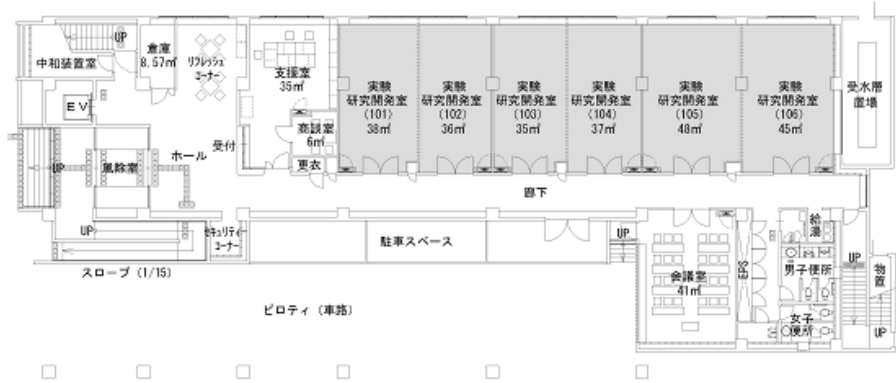 UP
中和装置室
倉庫
8.57㎡
リフレッシュ
コーナー
支援室
35㎡
実験
研究開発室
(101)
38㎡
実験
研究開発室
(102)
36㎡
実験
研究開発室
(103)
35㎡
実験
研究開発室
(104)
37㎡
実験
研究開発室
(105)
48㎡
実験
研究開発室
(106)
45㎡
受水層
置場
EV
商談室
6㎡
受付
ホール
更衣
UP
風除室
廊下
UP
セキュリティー
コーナー
駐車スペース
UP
給湯
スロープ (1/15)
会議室
41㎡
EPS
男子便所
UP
物置
女子
便所
UP
ピロティ (車路)